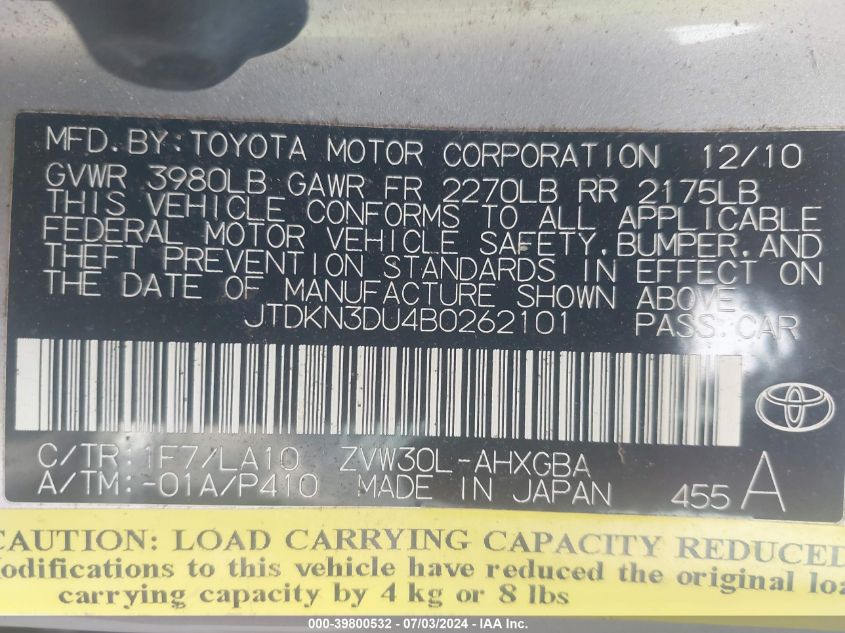 MFD. BY: TOYOTA MOTOR CORPORATION 12/10
GVWR 3980LB GAWR FR 2270LB RR 2175LB
THIS VEHICLE CONFORMS TO ALL APPLICABLE
FEDERAL MOTOR VEHICLE SAFETY, BUMPER, AND
THEFT PREVENTION STANDARDS IN EFFECT ON
THE DATE OF MANUFACTURE SHOWN ABOVE.
JTDKN3DU4B0262101 PASS. CAR
C/TR: 1F7/LA10 ZVW30L-AHXGBA
A/TM: -01A/P410 MADE IN JAPAN 455 A
CAUTION: LOAD CARRYING CAPACITY REDUCED
Modifications to this vehicle have reduced the original loa
carrying capacity by 4 kg or 8 lbs
000-39800532 - 07/03/2024 - IAA Inc.